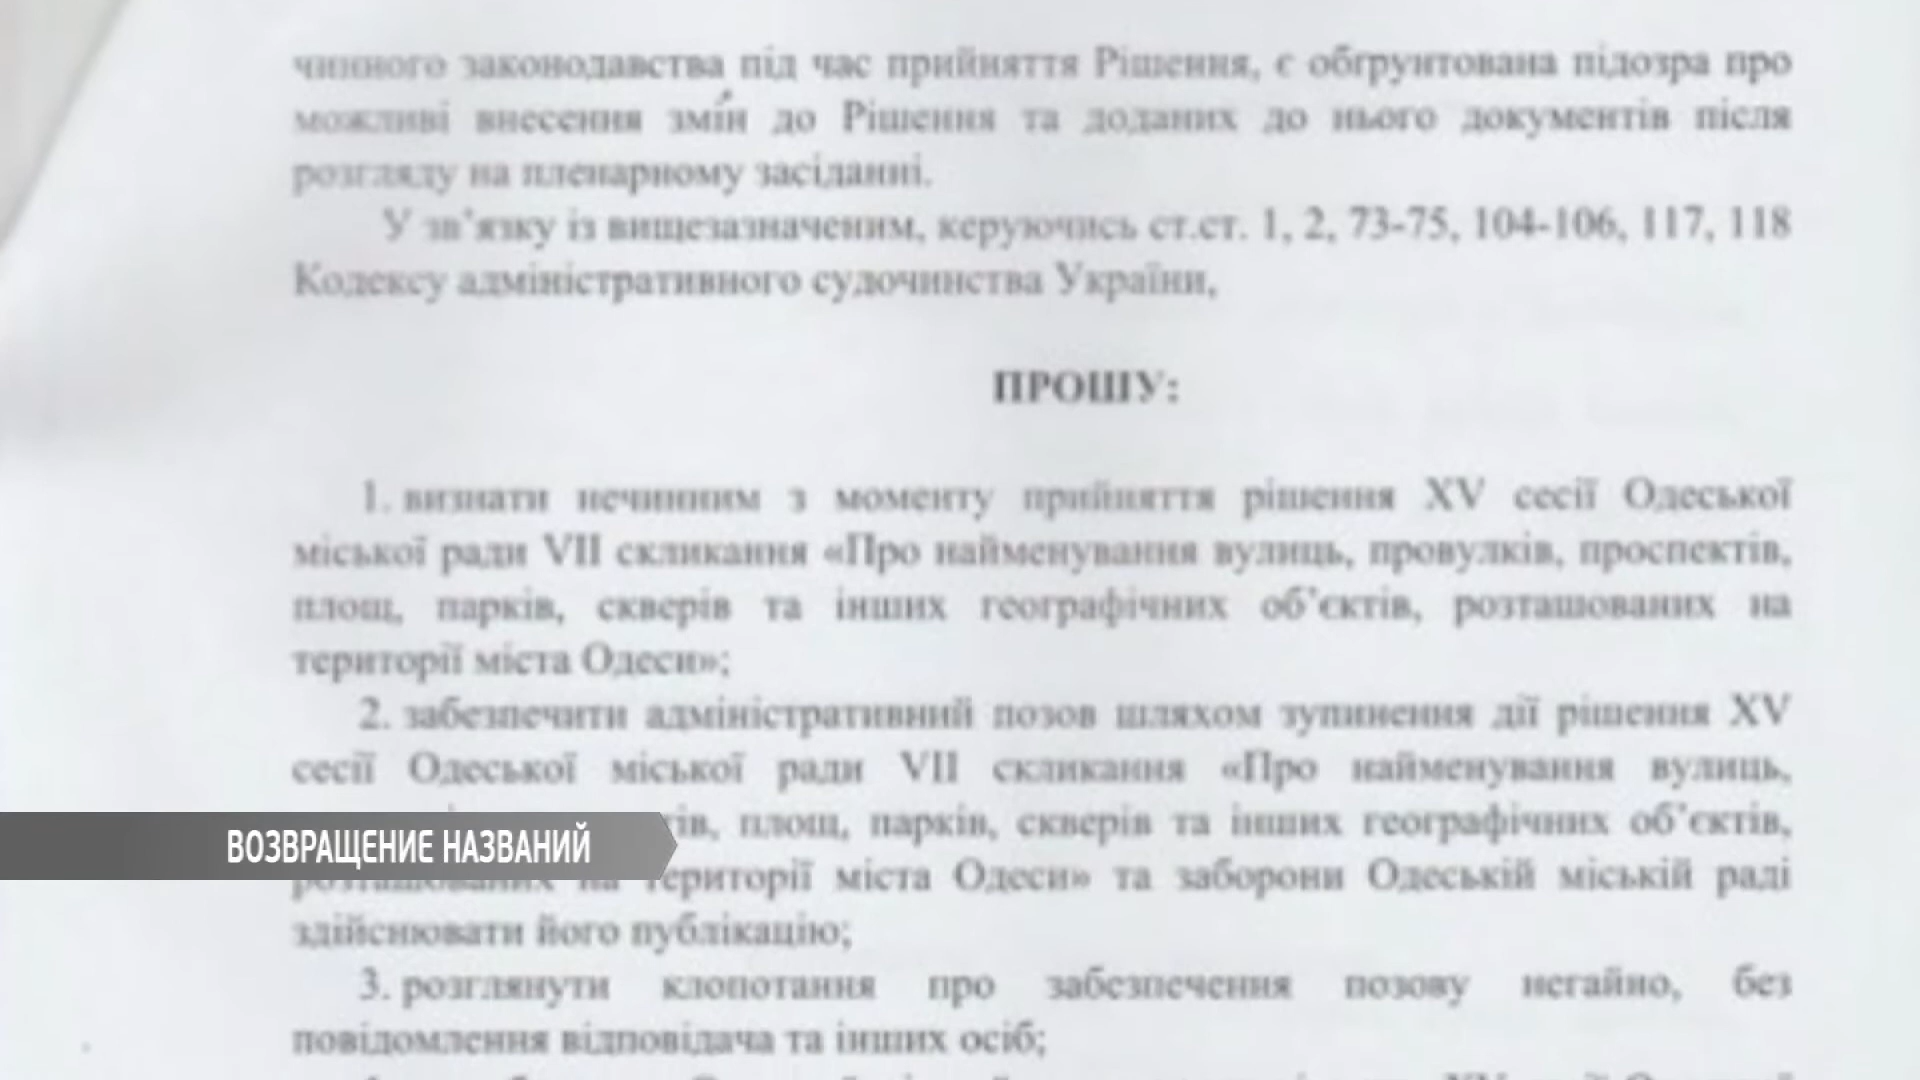 чинного законодавства під час прийняття Рішення, є обґрунтована підозра про
можливі внесення змін до Рішення та доданих до нього документів після
розгляду на пленарному засіданні.
У зв’язку із вищезазначеним, керуючись ст.ст. 1, 2, 73-75, 104-106, 117, 118
Кодексу адміністративного судочинства України,
ПРОШУ:
1. визнати нечинним з моменту прийняття рішення XV сесії Одеської
міської ради VII скликання «Про найменування вулиць, провулків, проспектів,
площ, парків, скверів та інших географічних об’єктів, розташованих на
території міста Одеси»;
2. забезпечити адміністративний позов шляхом зупинення дії рішення XV
сесії Одеської міської ради VII скликання «Про найменування вулиць,
площ, парків, скверів та інших географічних об’єктів,
ВОЗВРАЩЕНИЕ НАЗВАНИЙ
розташованих на території міста Одеси» та заборони Одеській міській раді
здійснювати його публікацію;
3. розглянути клопотання про забезпечення позову негайно, без
повідомлення відповідача та інших осіб;